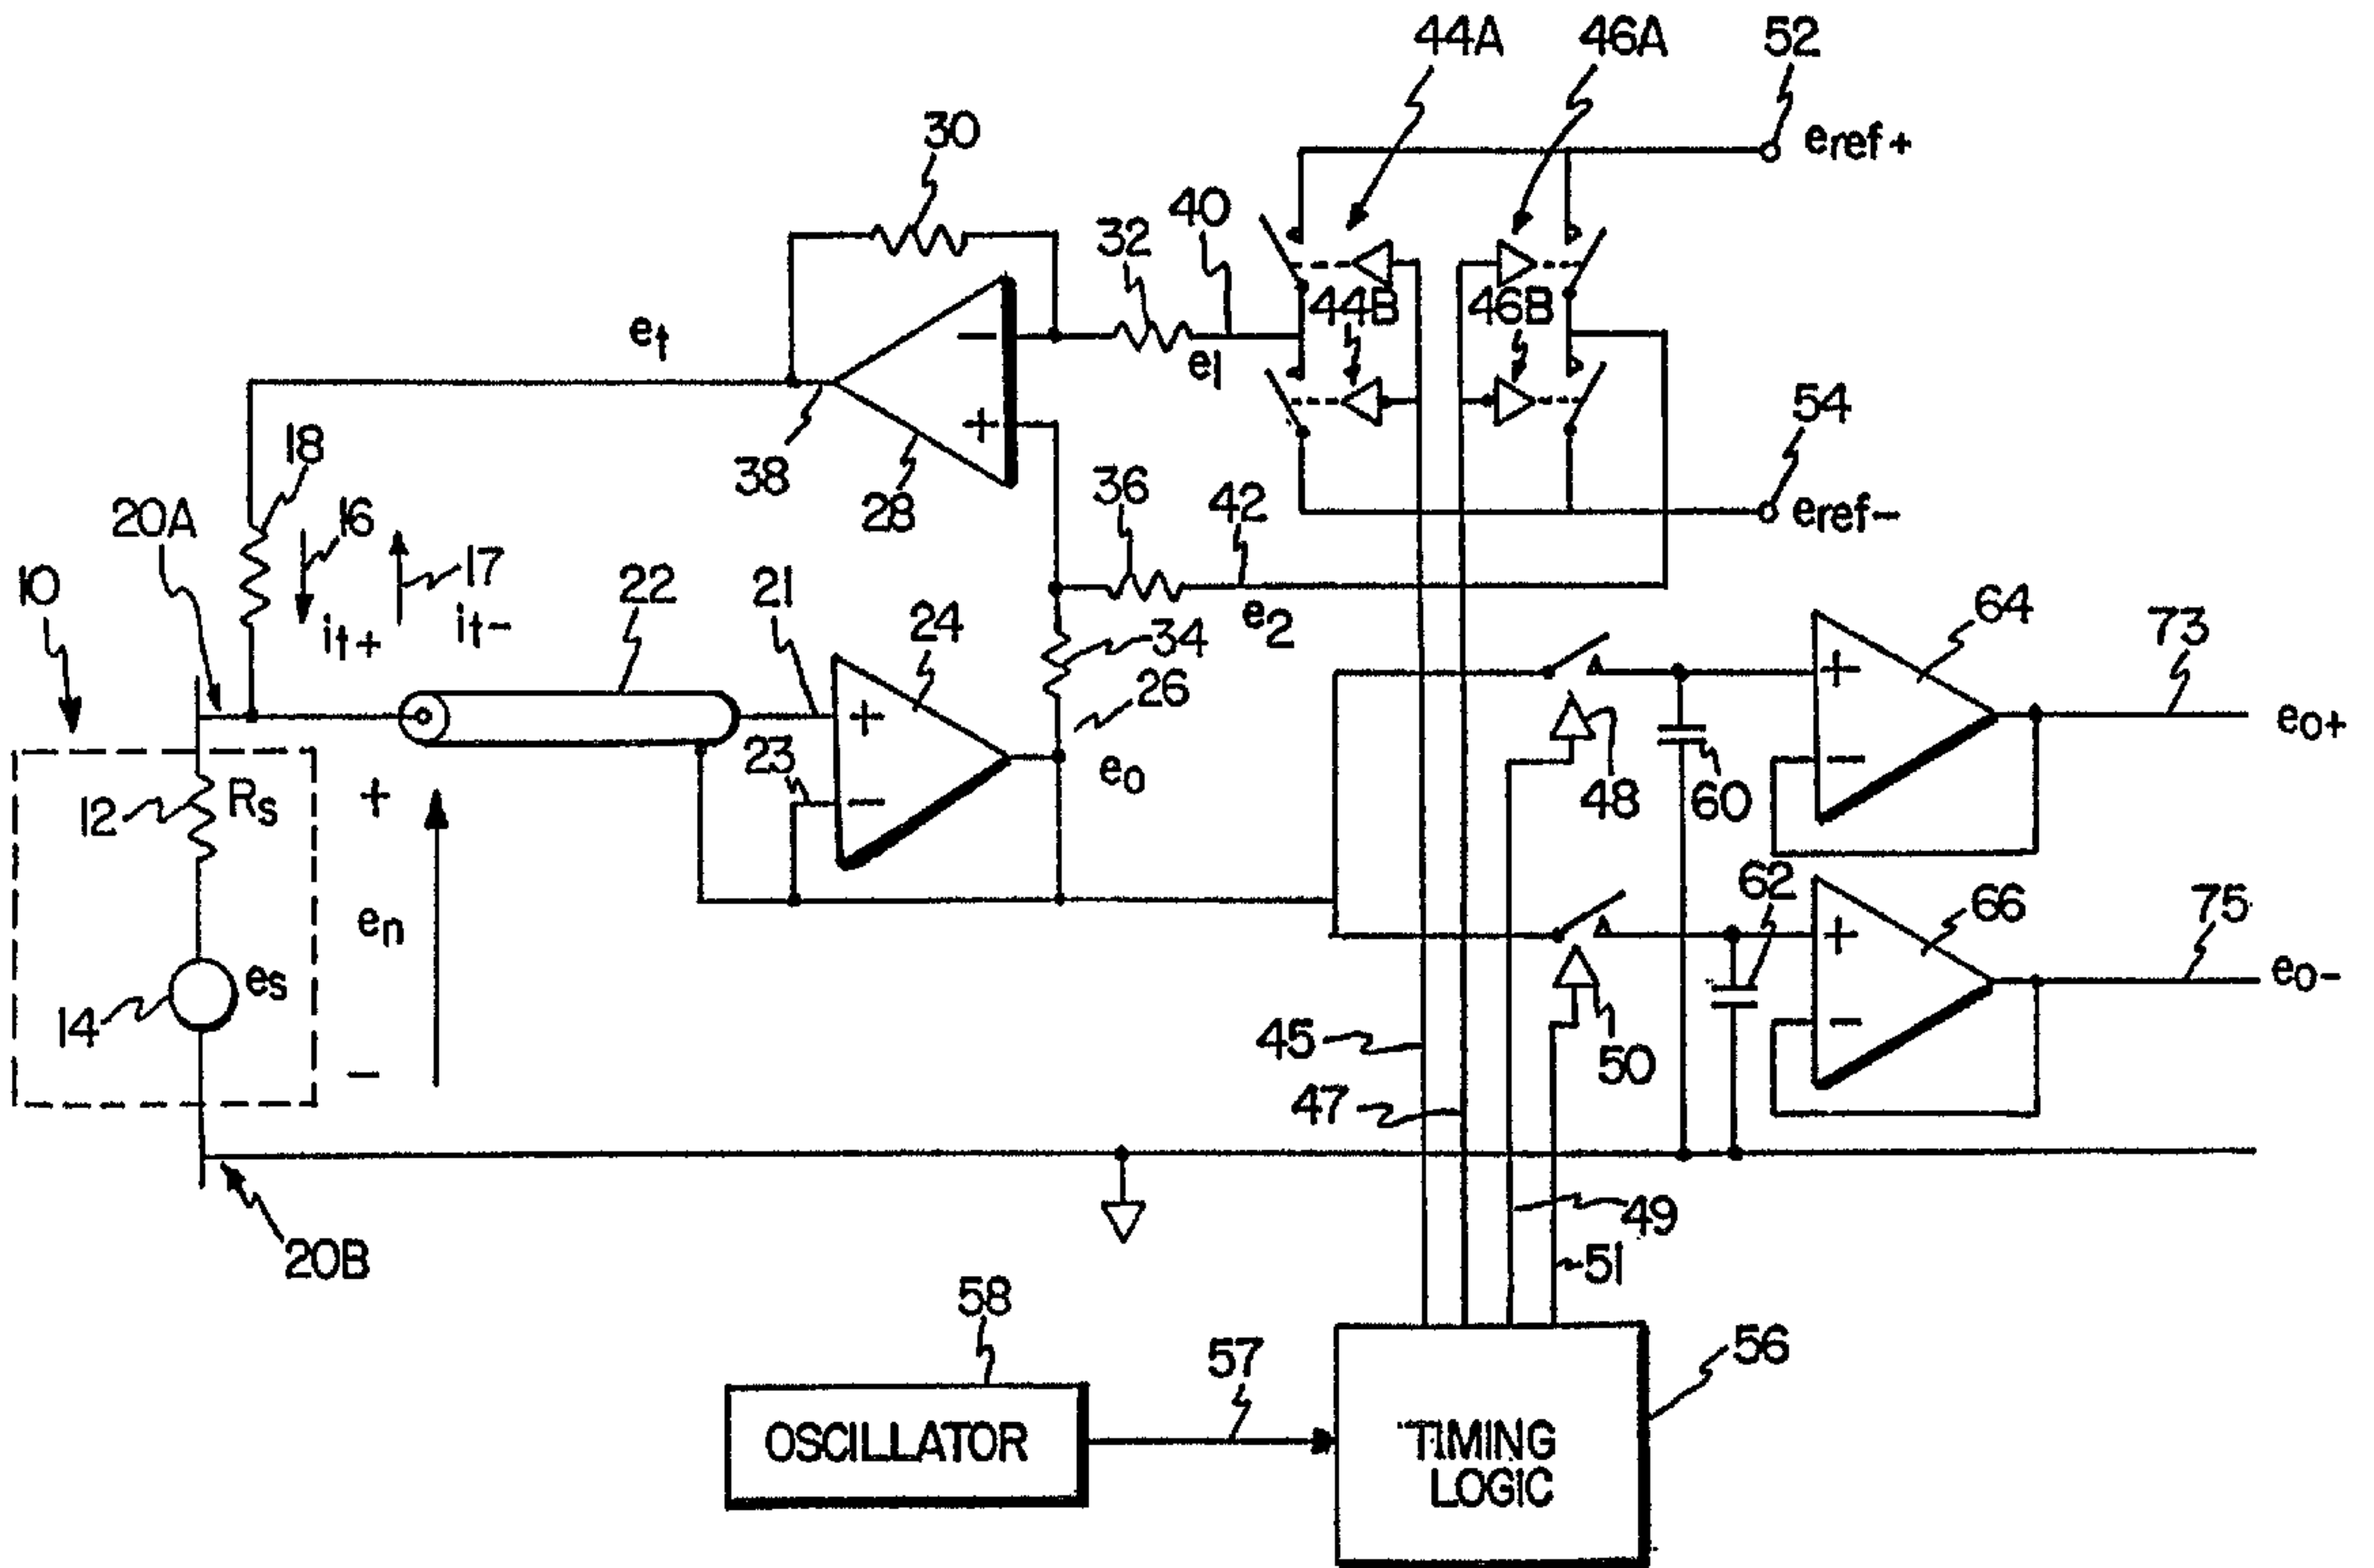 44A 46A 52
30 eref+
32 40
44B 46B
et e1
54
18 38 28 36 42 eref-
20A 16
10 17 22 21 24 e2 64 73
it+ it- 34
26
+ 23 eo 48 60 eo+
12 Rs
en 62 66 75
14 es eo-
- 45 50
47
49
20B 51
58
57 56
OSCILLATOR TIMING
LOGIC